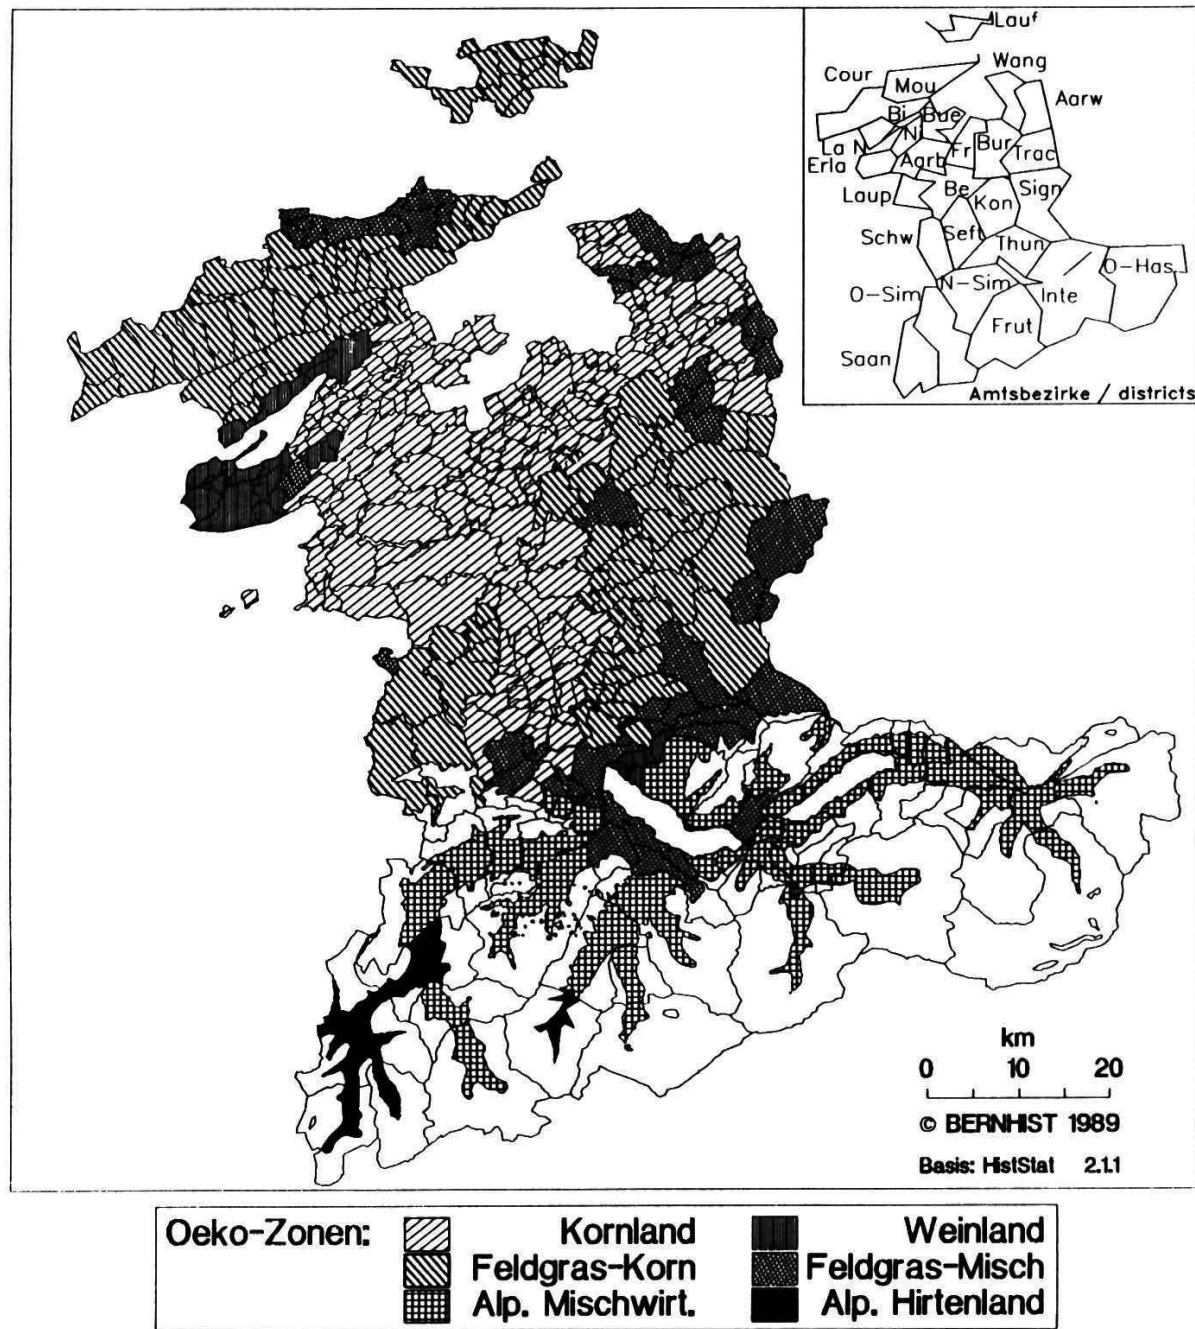 Lauf
Wang
Cour
Mou
Aarw
Bi
Bue
Ni
La N
Fr
Bur
Erla
Aarb
Trac
Laup
Be
Kon
Sign
Schw
Seft
Thun
O-Has
N-Sim
O-Sim
Inte
Frut
Saan
Amtsbezirke / districts
km
0 10 20
© BERNHIST 1989
Basis: HistStat 2.1.1
Oeko-Zonen: Kornland Weinland
Feldgras-Korn Feldgras-Misch
Alp. Mischwirt. Alp. Hirtenland